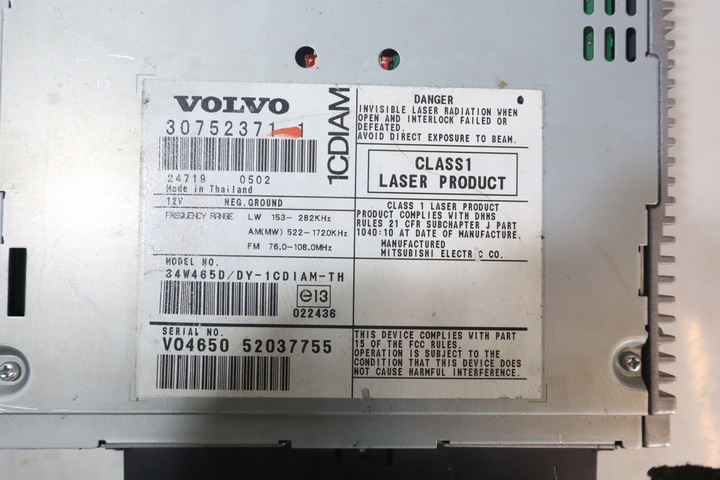 VOLVO
30752371-1
1CDIAM
24719 0502
Made in Thailand
12V NEG.GROUND
FREQUENCY RANGE LW 153-282KHz
AM(MW) 522-1720KHz
FM 76.0-108.0MHz
MODEL NO.
34W465D/DY-1CDIAM-TH
e13
022436
SERIAL NO.
VO4650 52037755
DANGER
INVISIBLE LASER RADIATION WHEN
OPEN AND INTERLOCK FAILED OR
DEFEATED.
AVOID DIRECT EXPOSURE TO BEAM.
CLASS1
LASER PRODUCT
CLASS 1 LASER PRODUCT
PRODUCT COMPLIES WITH DHHS
RULES 21 CFR SUBCHAPTER J PART
1040:10 AT DATE OF MANUFACTURE.
MANUFACTURED
MITSUBISHI ELECTRIC CO.
THIS DEVICE COMPLIES WITH PART
15 OF THE FCC RULES.
OPERATION IS SUBJECT TO THE
CONDITION THAT THIS DEVICE DOES
NOT CAUSE HARMFUL INTERFERENCE.